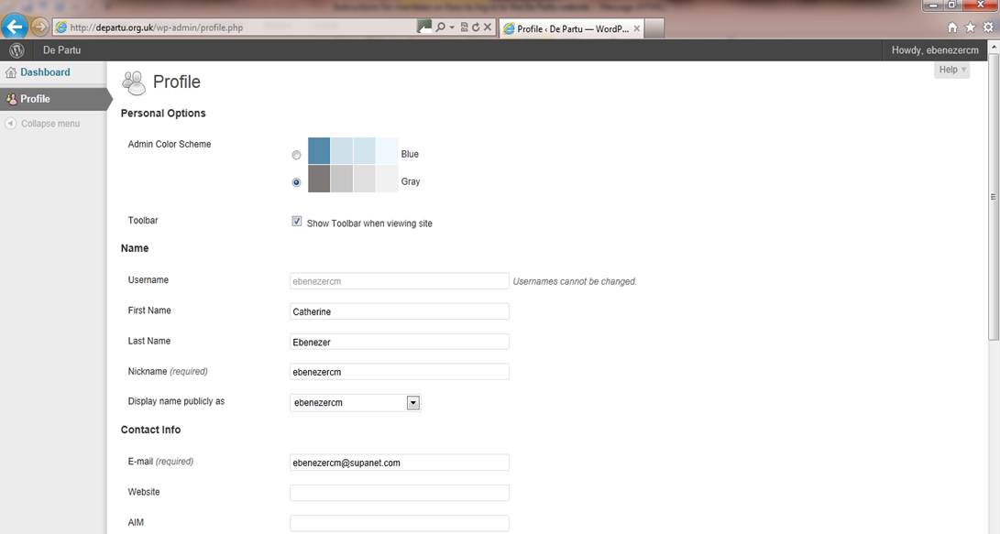 http://departu.org.uk/wp-admin/profile.php
Profile ‹ De Partu — WordP...
De Partu
Howdy, ebenezercm
Dashboard
Profile
Collapse menu
Help
Profile
Personal Options
Admin Color Scheme
Blue
Gray
Toolbar
Show Toolbar when viewing site
Name
Username
ebenezercm
Usernames cannot be changed.
First Name
Catherine
Last Name
Ebenezer
Nickname (required)
ebenezercm
Display name publicly as
ebenezercm
Contact Info
E-mail (required)
ebenezercm@supanet.com
Website
AIM